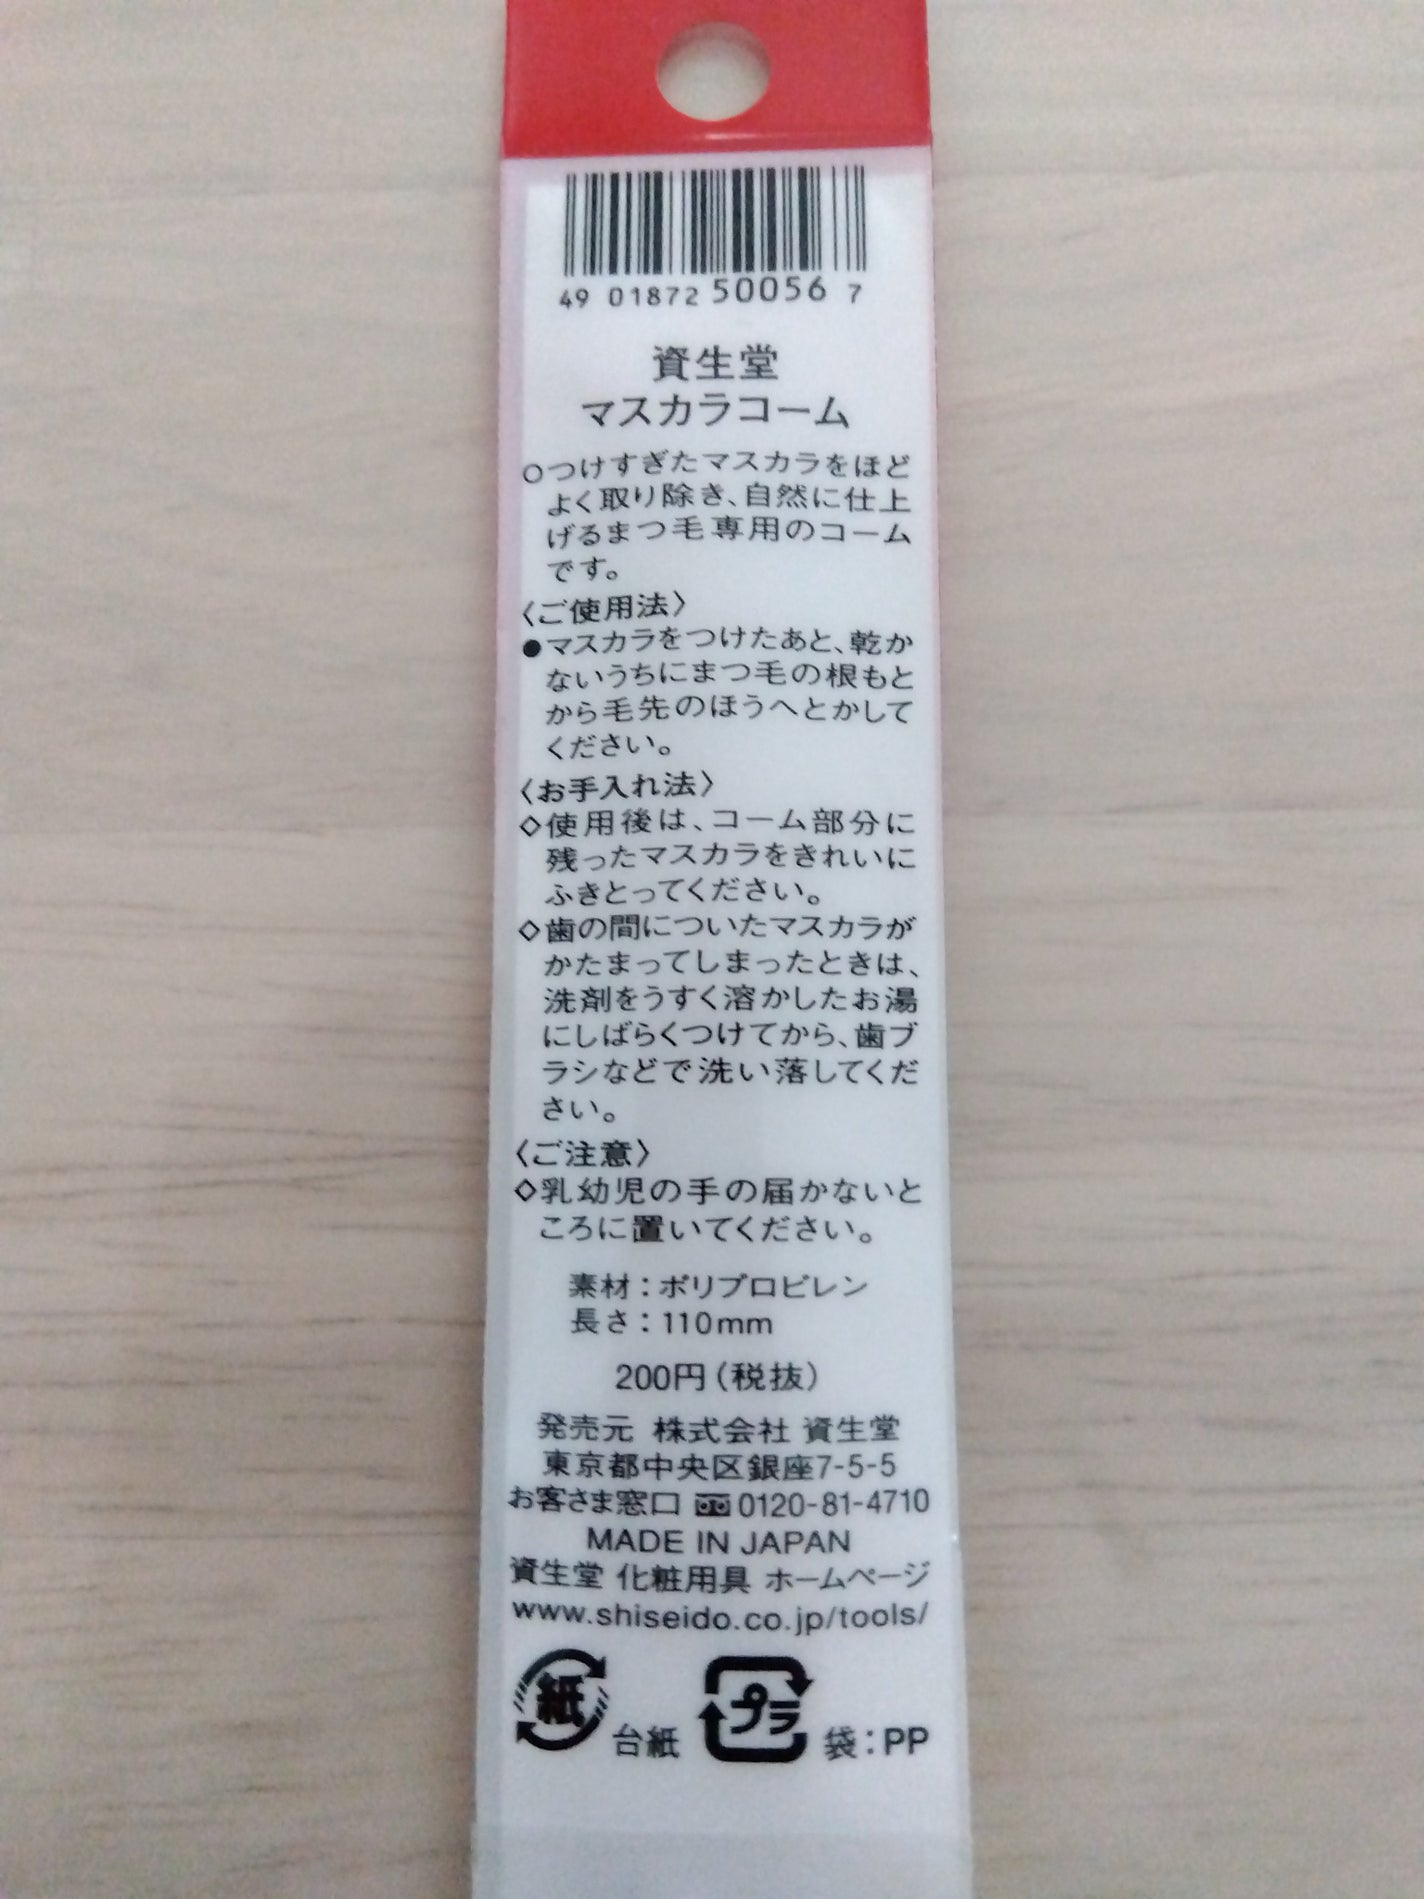 49 01872 50056 7
資生堂
マスカラコーム
○つけすぎたマスカラをほど
よく取り除き、自然に仕上
げるまつ毛専用のコーム
です。
〈ご使用法〉
●マスカラをつけたあと、乾か
ないうちにまつ毛の根もと
から毛先のほうへとかして
ください。
〈お手入れ法〉
◇使用後は、コーム部分に
残ったマスカラをきれいに
ふきとってください。
◇歯の間についたマスカラが
かたまってしまったときは、
洗剤をうすく溶かしたお湯
にしばらくつけてから、歯ブ
ラシなどで洗い落してくだ
さい。
〈ご注意〉
◇乳幼児の手の届かないと
ころに置いてください。
素材：ポリプロピレン
長さ：110mm
200円（税抜）
発売元 株式会社 資生堂
東京都中央区銀座7-5-5
お客さま窓口 0120-81-4710
MADE IN JAPAN
資生堂 化粧用具 ホームページ
www.shiseido.co.jp/tools/
紙 台紙 プラ 袋：PP